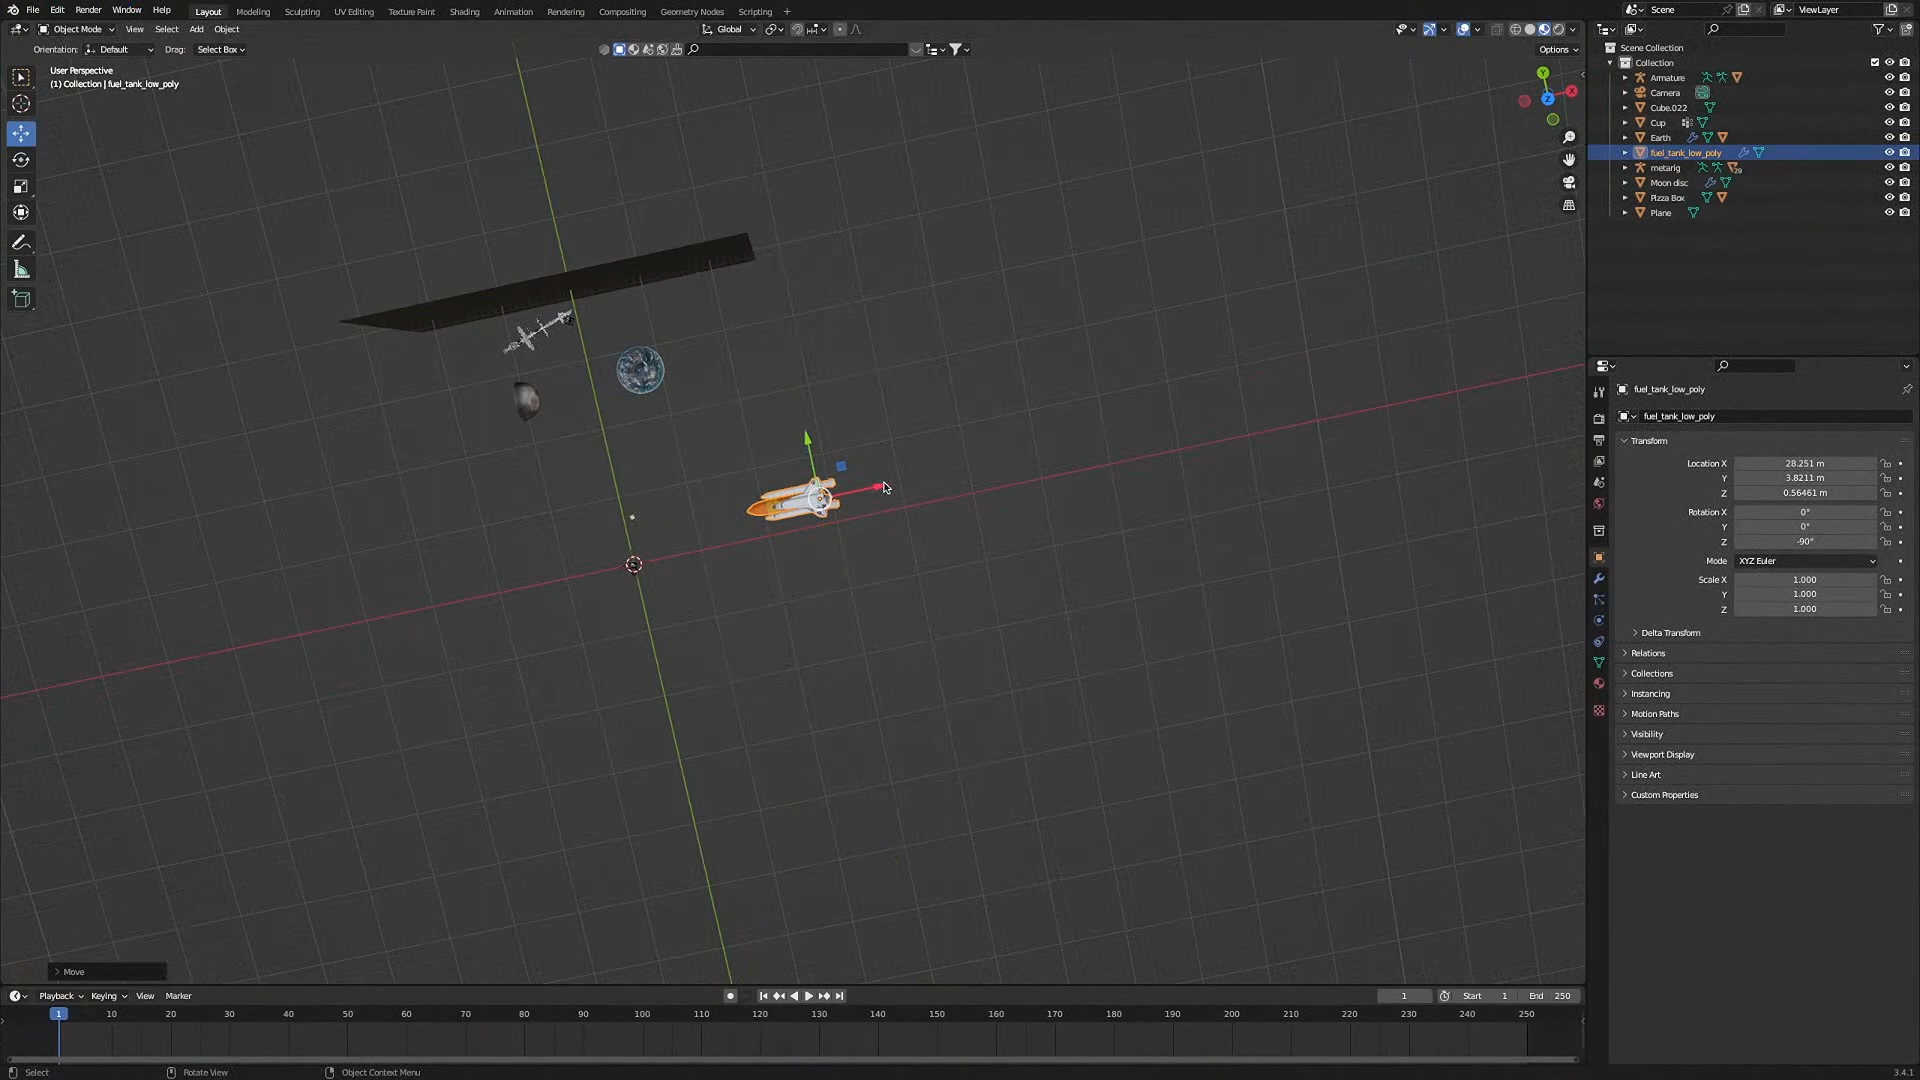 File Edit Render Window Help Layout Modeling Sculpting UV Editing Texture Paint Shading Animation Rendering Compositing Geometry Nodes Scripting + Scene ViewLayer
Object Mode View Select Add Object Global
Orientation: Default Drag: Select Box Options
User Perspective
(1) Collection | fuel_tank_low_poly
Y
X
Z
Scene Collection
Collection
Armature
Camera
Cube.022
Cup
Earth
fuel_tank_low_poly
metarig 29
Moon disc
Pizza Box
Plane
fuel_tank_low_poly
fuel_tank_low_poly
Transform
Location X 28.251 m
Y 3.8211 m
Z 0.56461 m
Rotation X 0°
Y 0°
Z -90°
Mode XYZ Euler
Scale X 1.000
Y 1.000
Z 1.000
Delta Transform
Relations
Collections
Instancing
Motion Paths
Visibility
Viewport Display
Line Art
Custom Properties
Move
Playback Keying View Marker 1 Start 1 End 250
1 10 20 30 40 50 60 70 80 90 100 110 120 130 140 150 160 170 180 190 200 210 220 230 240 250
Select Rotate View Object Context Menu 3.4.1